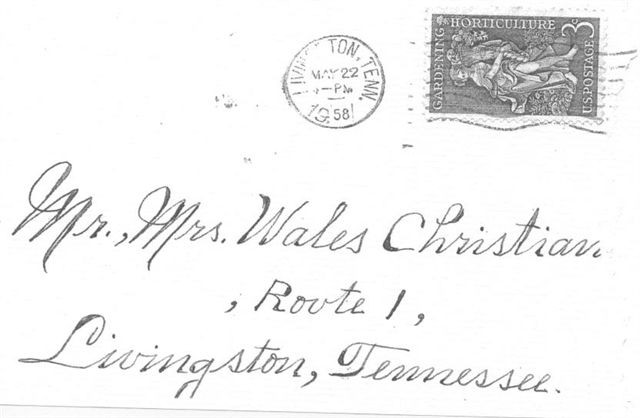 LIVINGSTON, TENN.
MAY 22
-PM
1958
GARDENING HORTICULTURE
3¢
U.S. POSTAGE
Mr., Mrs. Wales Christian
, Route 1,
Livingston, Tennessee.